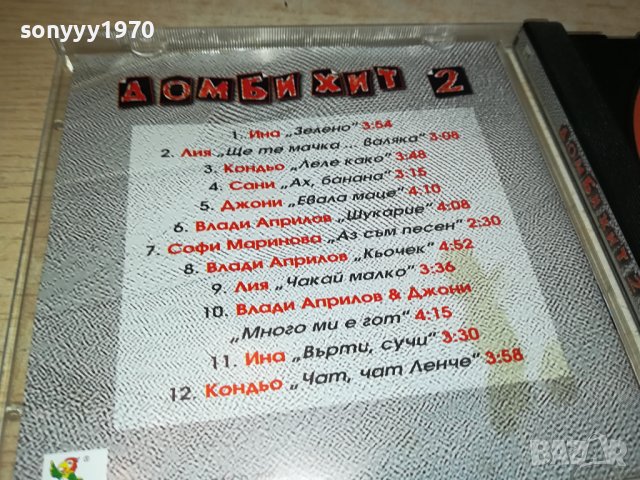 sonyyy1970
ДОМБИ ХИТ 2
1. Ина „Зелено" 3:54
2. Лия „Ще те мачка ... валяка" 3:08
3. Кондьо „Леле како" 3:48
4. Сани „Ах, банана" 3:15
5. Джони „Евала маце" 4:10
6. Влади Априлов „Шукарие" 4:08
7. Софи Маринова „Аз съм песен" 2:30
8. Влади Априлов „Кьочек" 4:52
9. Лия „Чакай малко" 3:36
10. Влади Априлов & Джони
„Много ми е гот" 4:15
11. Ина „Върти, сучи" 3:30
12. Кондьо „Чат, чат Ленче" 3:58
ДОМБИ ХИТ 2
®
BAZAR